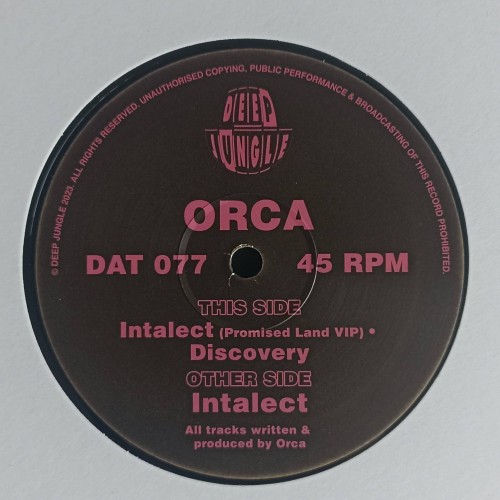 © DEEP JUNGLE 2023. ALL RIGHTS RESERVED. UNAUTHORISED COPYING. PUBLIC PERFORMANCE & BROADCASTING OF THIS RECORD PROHIBITED.
DEEP
JUNGLE
ORCA
DAT 077 45 RPM
THIS SIDE
Intalect (Promised Land VIP) •
Discovery
OTHER SIDE
Intalect
All tracks written &
produced by Orca